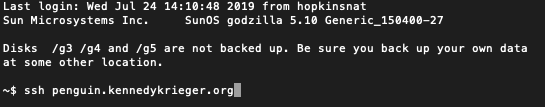 Last login: Wed Jul 24 14:10:48 2019 from hopkinsnat
Sun Microsystems Inc.     SunOS godzilla 5.10 Generic_150400-27
Disks  /g3 /g4 and /g5 are not backed up. Be sure you back up your own data
at some other location.
~$ ssh penguin.kennedykrieger.org